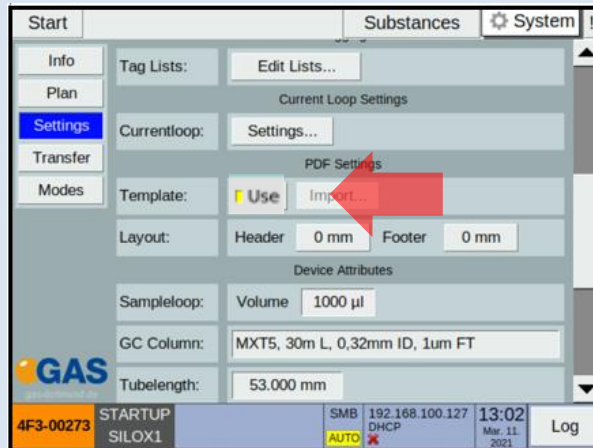 Start Substances System !
Info
Plan
Settings
Transfer
Modes
Tag Lists: Edit Lists...
Current Loop Settings
Currentloop: Settings...
PDF Settings
Template: Use Import...
Layout: Header 0 mm Footer 0 mm
Device Attributes
Sampleloop: Volume 1000 µl
GC Column: MXT5, 30m L, 0,32mm ID, 1um FT
Tubelength: 53.000 mm
GAS
gas-dortmund.de
4F3-00273 STARTUP SILOX1 SMB AUTO 192.168.100.127 DHCP 13:02 Mar. 11. 2021 Log